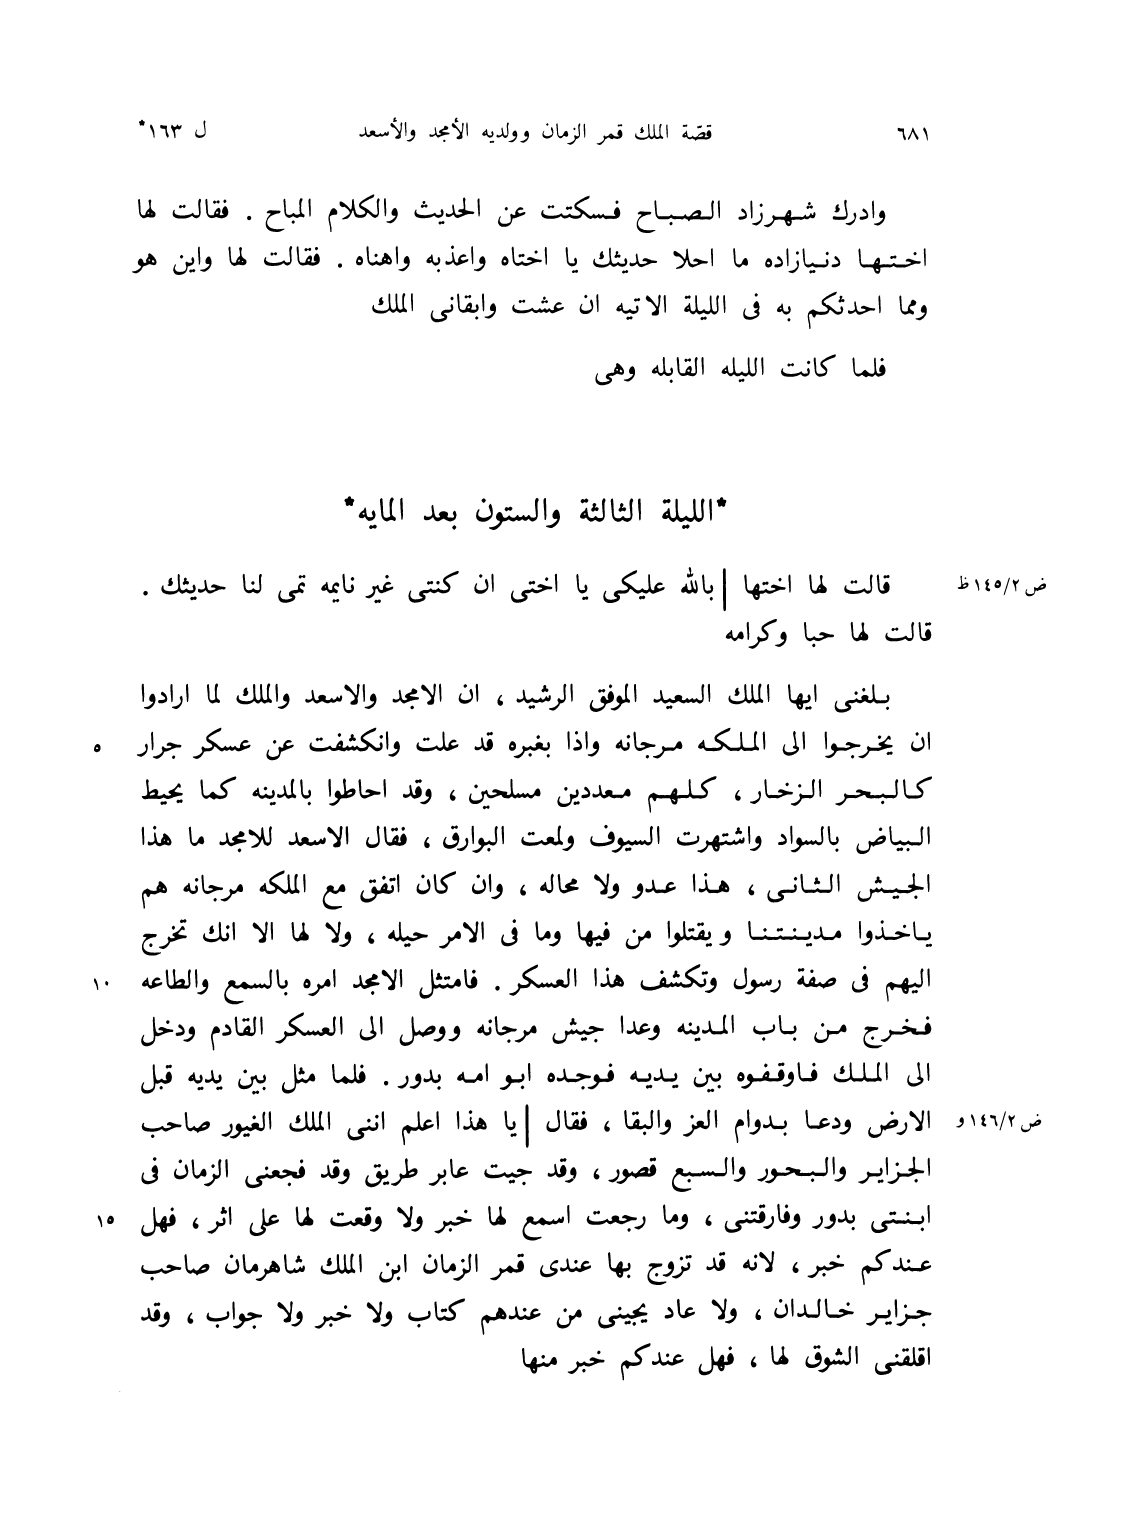 ٦٨١ قصّة الملك قمر الزمان وولديه الأمجد والأسعد ل ١٦٣*
وادرك شهرزاد الصباح فسكتت عن الحديث والكلام المباح . فقالت لها
اختها دنيازاده ما احلا حديثك يا اختاه واعذبه واهناه . فقالت لها واين هو
ومما احدثكم به فى الليلة الاتيه ان عشت وابقانى الملك
فلما كانت الليله القابله وهى
*الليلة الثالثة والستون بعد المايه*
قالت لها اختها | بالله عليكى يا اختى ان كنتى غير نايمه تمى لنا حديثك . ض ١٤٥/٢ظ
قالت لها حبا وكرامه
بلغنى ايها الملك السعيد الموفق الرشيد ، ان الامجد والاسعد والملك لما ارادوا
ان يخرجوا الى الملكه مرجانه واذا بغبره قد علت وانكشفت عن عسكر جرار ٥
كالبحر الزخار ، كلهم معددين مسلحين ، وقد احاطوا بالمدينه كما يحيط
البياض بالسواد واشتهرت السيوف ولمعت البوارق ، فقال الاسعد للامجد ما هذا
الجيش الثانى ، هذا عدو ولا محاله ، وان كان اتفق مع الملكه مرجانه هم
ياخذوا مدينتنا ويقتلوا من فيها وما فى الامر حيله ، ولا لها الا انك تخرج
اليهم فى صفة رسول وتكشف هذا العسكر . فامتثل الامجد امره بالسمع والطاعه ١٠
فخرج من باب المدينه وعدا جيش مرجانه ووصل الى العسكر القادم ودخل
الى الملك فاوقفوه بين يديه فوجده ابو امه بدور . فلما مثل بين يديه قبل
الارض ودعا بدوام العز والبقا ، فقال | يا هذا اعلم اننى الملك الغيور صاحب ض ١٤٦/٢و
الجزاير والبحور والسبع قصور ، وقد جيت عابر طريق وقد فجعنى الزمان فى
ابنتى بدور وفارقتنى ، وما رجعت اسمع لها خبر ولا وقعت لها على اثر ، فهل ١٥
عندكم خبر ، لانه قد تزوج بها عندى قمر الزمان ابن الملك شاهرمان صاحب
جزاير خالدان ، ولا عاد يجينى من عندهم كتاب ولا خبر ولا جواب ، وقد
اقلقنى الشوق لها ، فهل عندكم خبر منها